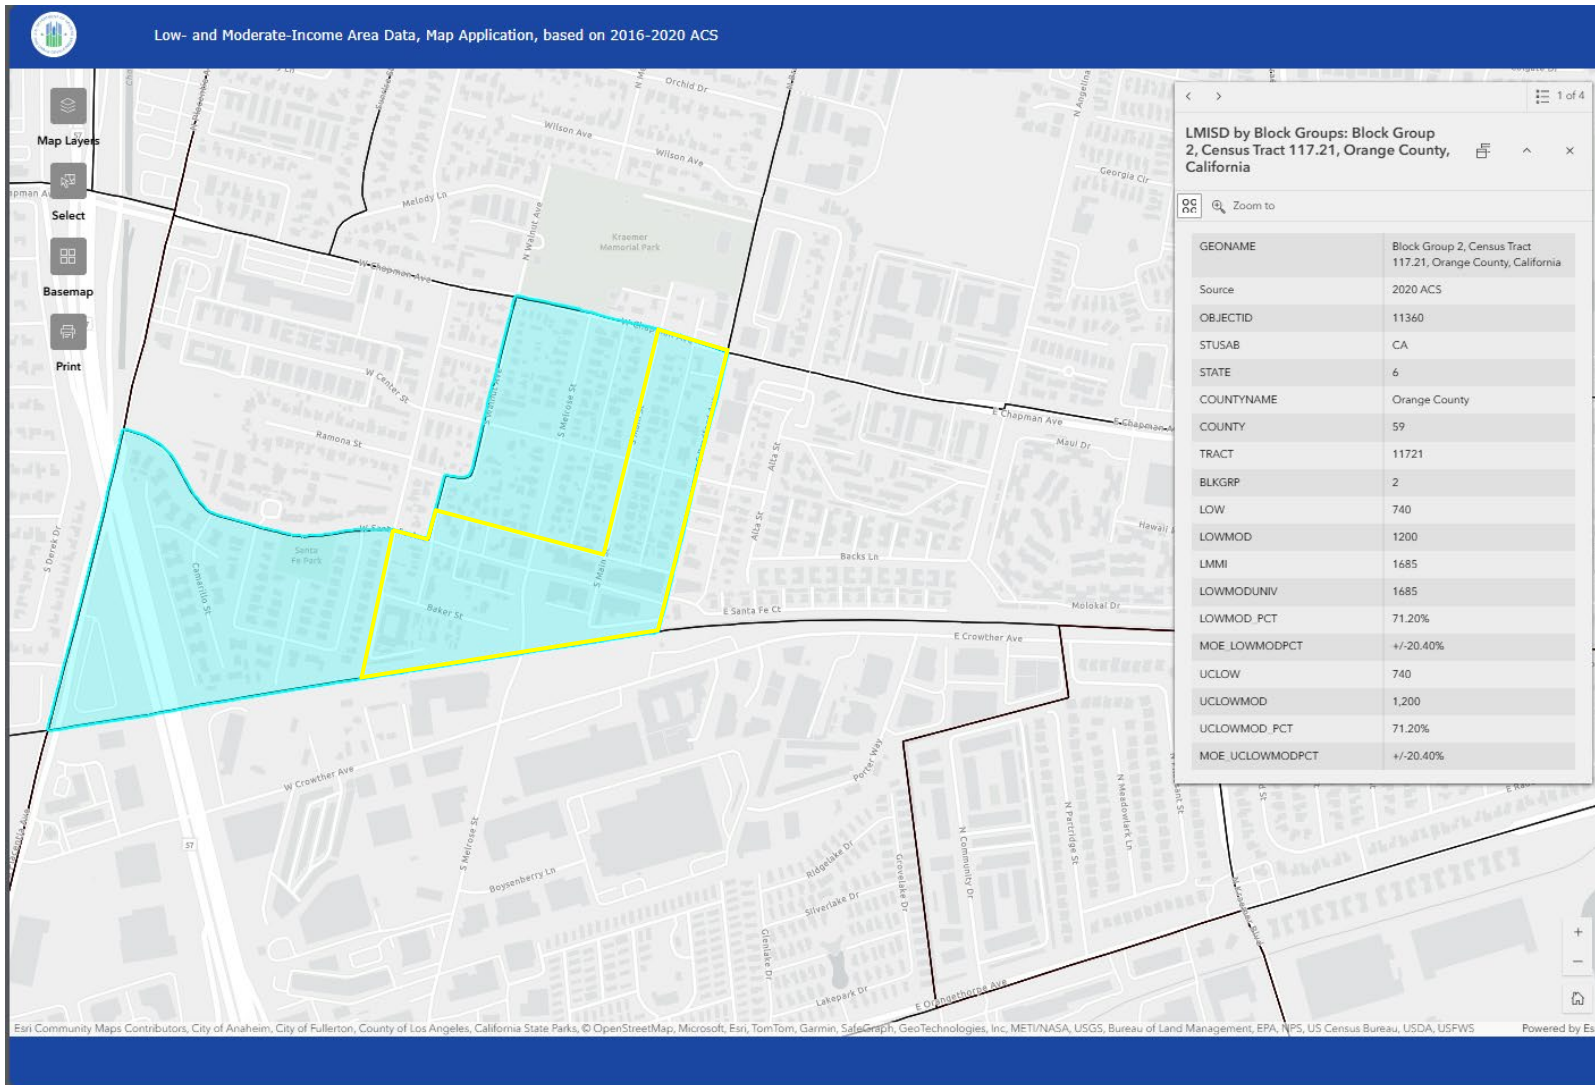 Low- and Moderate-Income Area Data, Map Application, based on 2016-2020 ACS
Map Layers
Select
Basemap
Print
1 of 4
LMISD by Block Groups: Block Group
2, Census Tract 117.21, Orange County,
California
Zoom to
GEONAME Block Group 2, Census Tract
117.21, Orange County, California
Source 2020 ACS
OBJECTID 11360
STUSAB CA
STATE 6
COUNTYNAME Orange County
COUNTY 59
TRACT 11721
BLKGRP 2
LOW 740
LOWMOD 1200
LMMI 1685
LOWMODUNIV 1685
LOWMOD_PCT 71.20%
MOE_LOWMODPCT +/-20.40%
UCLOW 740
UCLOWMOD 1,200
UCLOWMOD_PCT 71.20%
MOE_UCLOWMODPCT +/-20.40%
Orchid Dr
Wilson Ave
Wilson Ave
N Angelina
Georgia Cir
Melody Ln
N Walnut Ave
Kraemer
Memorial Park
W Chapman Ave
W Center St
S Walnut Ave
S Melrose St
Ramona St
E Chapman Ave
E Chapman
Maul Dr
Alta St
Alta St
Hawaii
S Derek Dr
Santa
Fe Park
Camarillo St
Baker St
S Main St
Backs Ln
E Santa Fe Ct
Molokai Dr
E Crowther Ave
W Crowther Ave
Porter Way
S Melrose St
Boysenberry Ln
57
Ridgelake Dr
Silverlake Dr
Glenlake Dr
Grovelake Dr
Lakepark Dr
N Community Dr
N Partridge St
N Meadowlark Ln
N Kraemer Blvd
E Orangethorpe Ave
Esri Community Maps Contributors, City of Anaheim, City of Fullerton, County of Los Angeles, California State Parks, © OpenStreetMap, Microsoft, Esri, TomTom, Garmin, SafeGraph, GeoTechnologies, Inc, METI/NASA, USGS, Bureau of Land Management, EPA, NPS, US Census Bureau, USDA, USFWS
Powered by Es